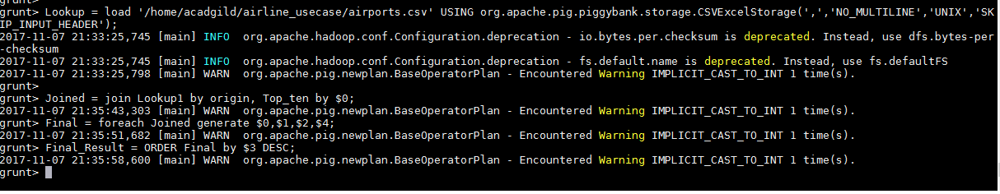 grunt> Lookup = load '/home/acadgild/airline_usecase/airports.csv' USING org.apache.pig.piggybank.storage.CSVExcelStorage(',','NO_MULTILINE','UNIX','SK
IP_INPUT_HEADER');
2017-11-07 21:33:25,745 [main] INFO  org.apache.hadoop.conf.Configuration.deprecation - io.bytes.per.checksum is deprecated. Instead, use dfs.bytes-per
-checksum
2017-11-07 21:33:25,745 [main] INFO  org.apache.hadoop.conf.Configuration.deprecation - fs.default.name is deprecated. Instead, use fs.defaultFS
2017-11-07 21:33:25,798 [main] WARN  org.apache.pig.newplan.BaseOperatorPlan - Encountered Warning IMPLICIT_CAST_TO_INT 1 time(s).
grunt>
grunt> Joined = join Lookup1 by origin, Top_ten by $0;
2017-11-07 21:35:43,303 [main] WARN  org.apache.pig.newplan.BaseOperatorPlan - Encountered Warning IMPLICIT_CAST_TO_INT 1 time(s).
grunt> Final = foreach Joined generate $0,$1,$2,$4;
2017-11-07 21:35:51,682 [main] WARN  org.apache.pig.newplan.BaseOperatorPlan - Encountered Warning IMPLICIT_CAST_TO_INT 1 time(s).
grunt> Final_Result = ORDER Final by $3 DESC;
2017-11-07 21:35:58,600 [main] WARN  org.apache.pig.newplan.BaseOperatorPlan - Encountered Warning IMPLICIT_CAST_TO_INT 1 time(s).
grunt>